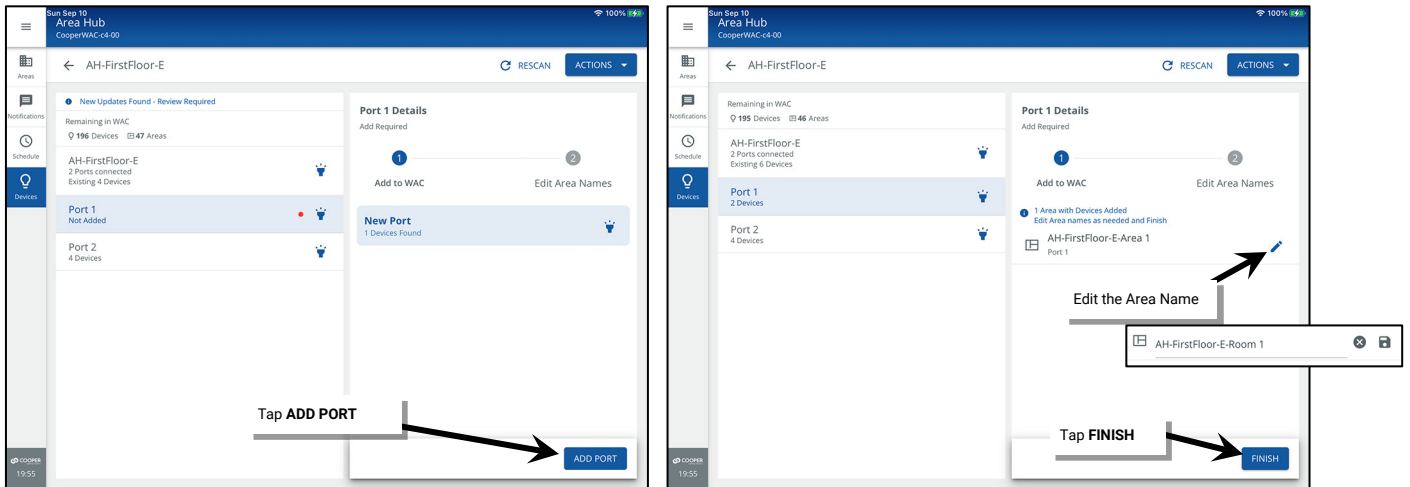 Sun Sep 10
100%
Area Hub
CooperWAC-c4-00
AH-FirstFloor-E
RESCAN
ACTIONS
Areas
Notifications
Schedule
Devices
New Updates Found - Review Required
Remaining in WAC
196 Devices 47 Areas
AH-FirstFloor-E
2 Ports connected
Existing 4 Devices
Port 1
Not Added
Port 2
4 Devices
Port 1 Details
Add Required
1 2
Add to WAC Edit Area Names
New Port
1 Devices Found
Tap ADD PORT
ADD PORT
COOPER
19:55
Sun Sep 10
100%
Area Hub
CooperWAC-c4-00
AH-FirstFloor-E
RESCAN
ACTIONS
Areas
Notifications
Schedule
Devices
Remaining in WAC
195 Devices 46 Areas
AH-FirstFloor-E
2 Ports connected
Existing 6 Devices
Port 1
2 Devices
Port 2
4 Devices
Port 1 Details
Add Required
1 2
Add to WAC Edit Area Names
1 Area with Devices Added
Edit Area names as needed and Finish
AH-FirstFloor-E-Area 1
Port 1
Edit the Area Name
AH-FirstFloor-E-Room 1
Tap FINISH
FINISH
COOPER
19:55